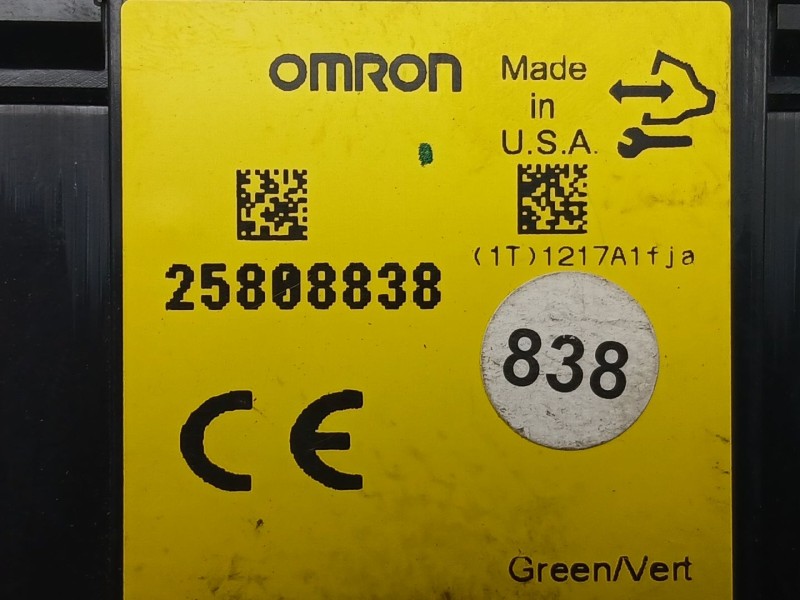 OMRON
Made
in
U.S.A.
25808838
(1T)1217A1fja
838
CE
Green/Vert